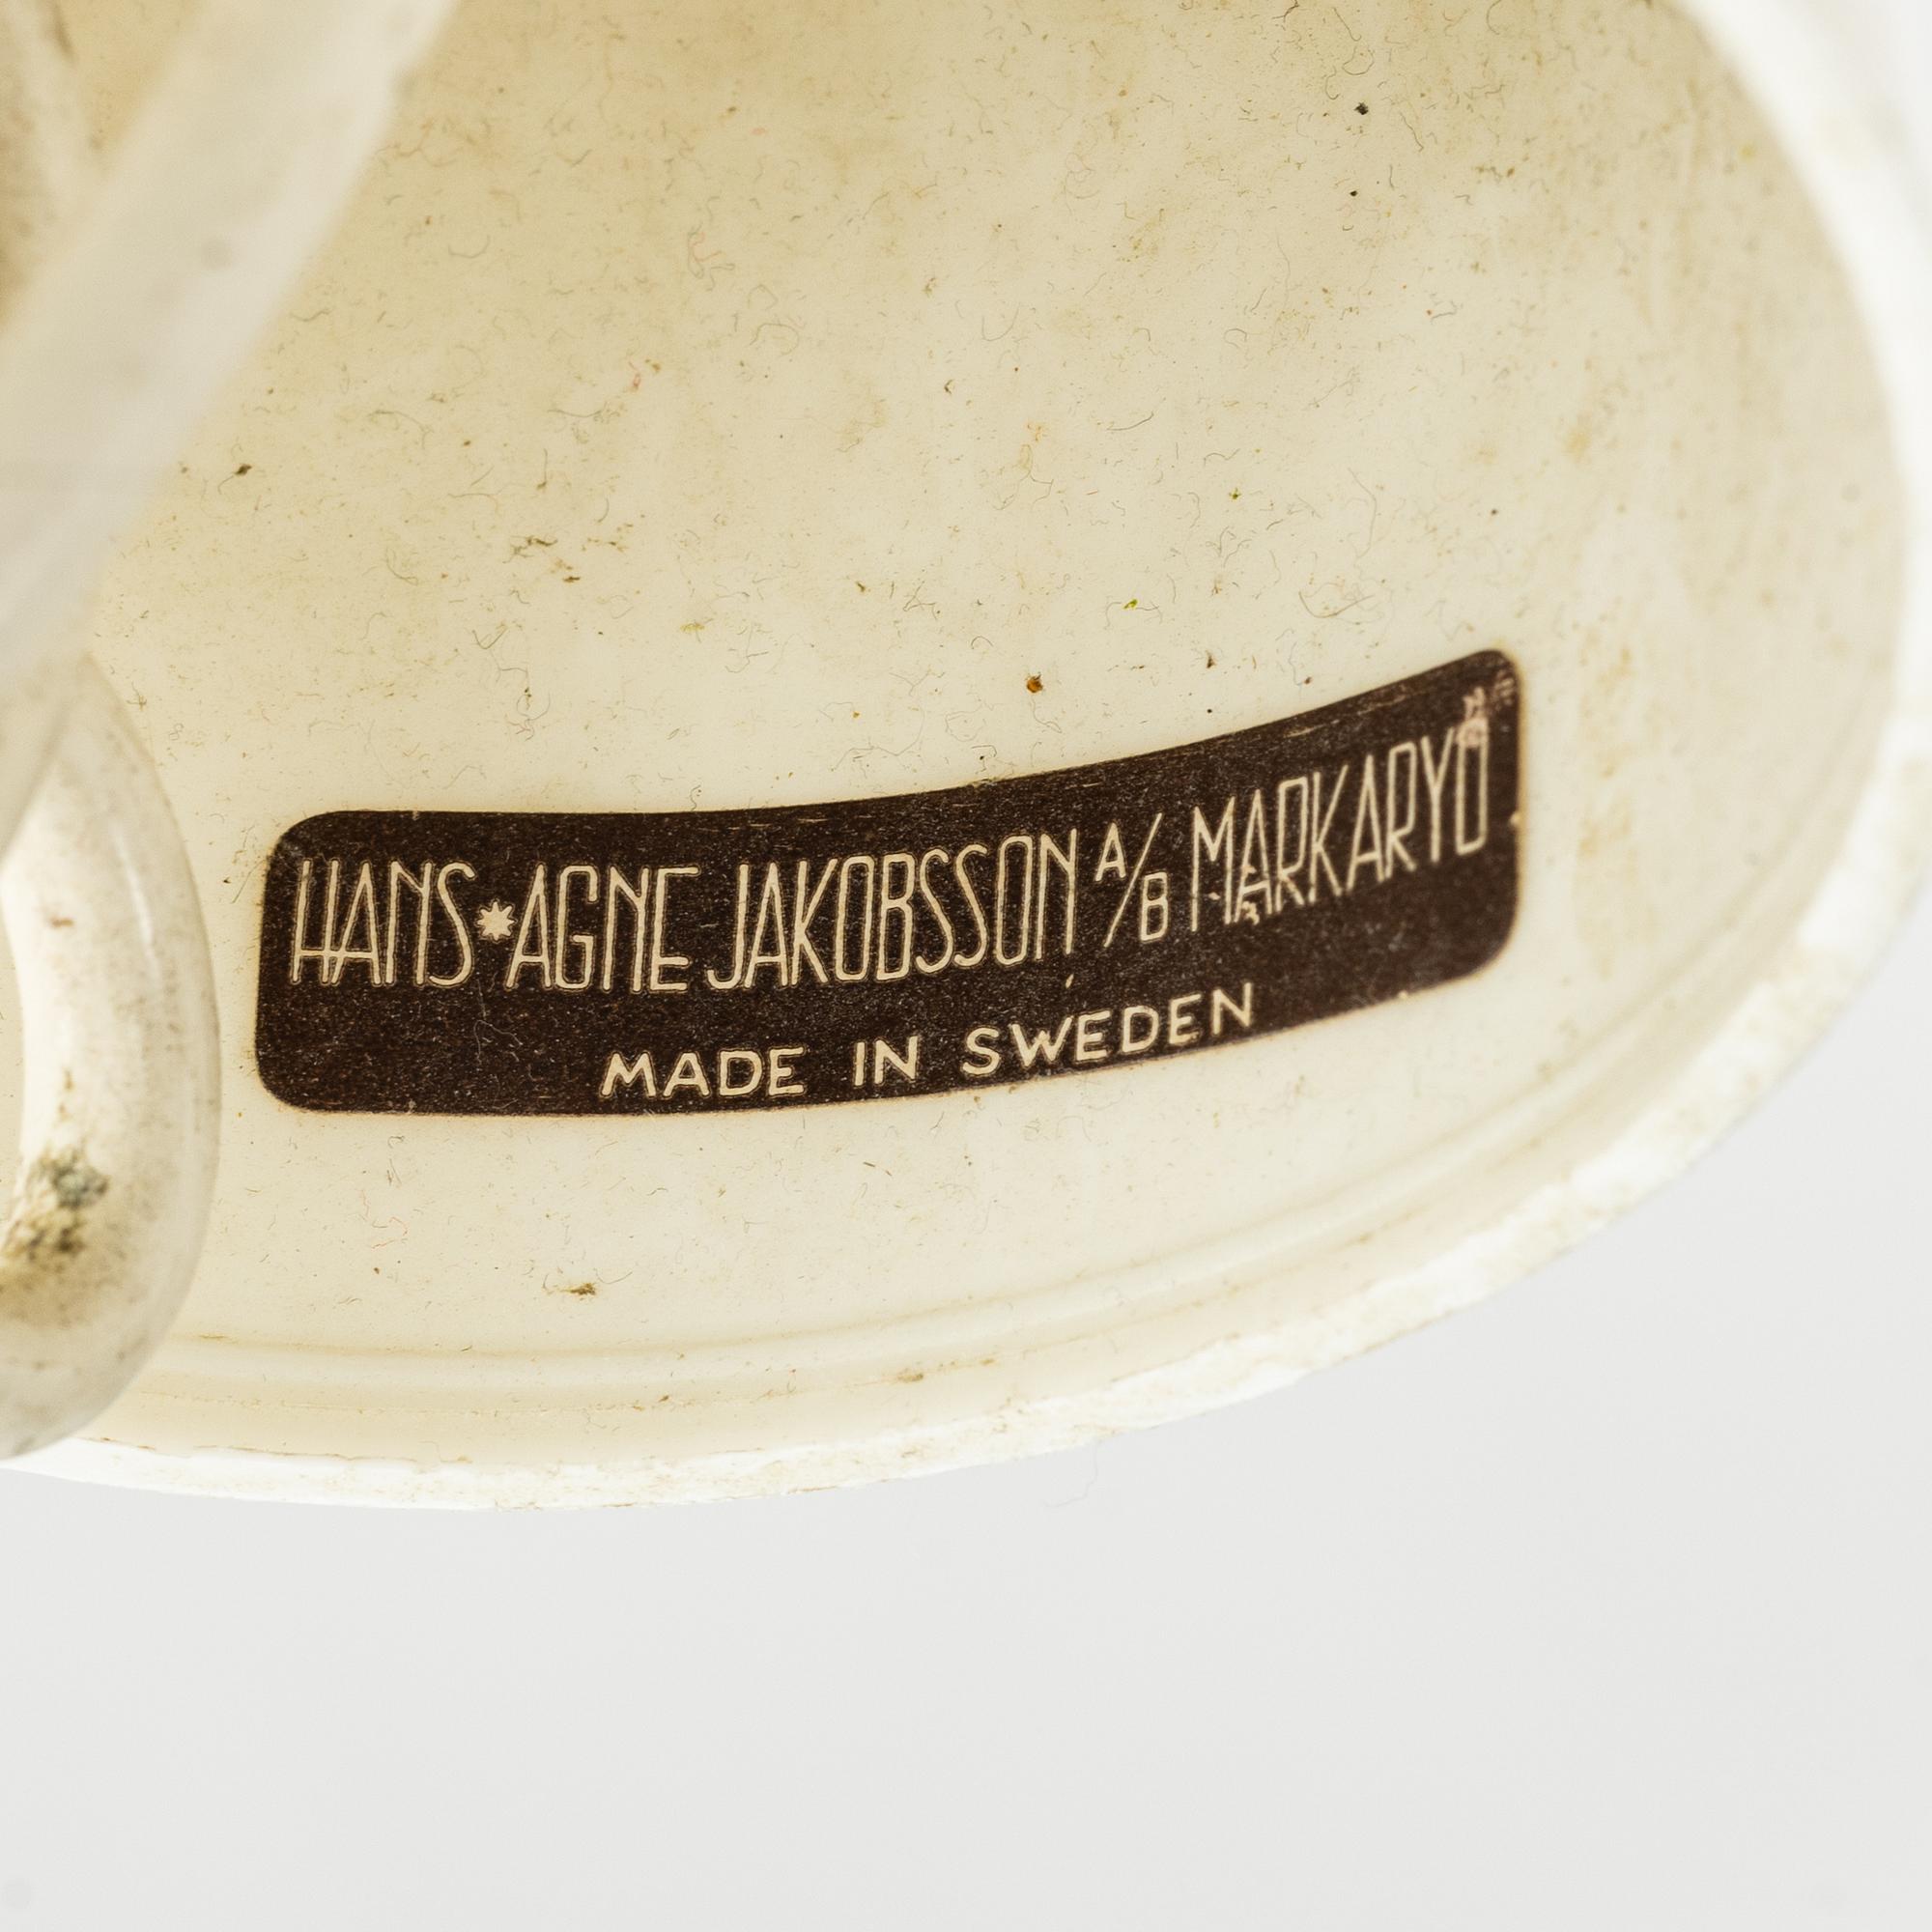 HANS*AGNE JAKOBSSON A/B MARKARYD
MADE IN SWEDEN